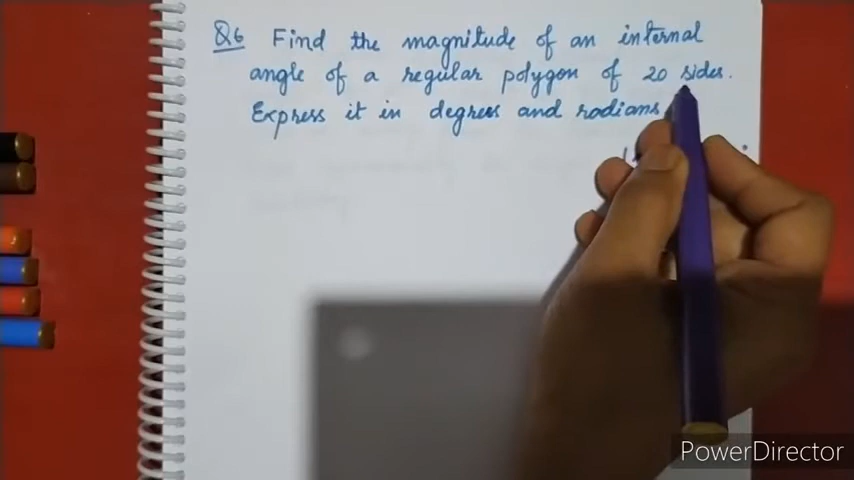 Q6 Find the magnitude of an internal
angle of a regular polygon of 20 sides.
Express it in degrees and radians
PowerDirector